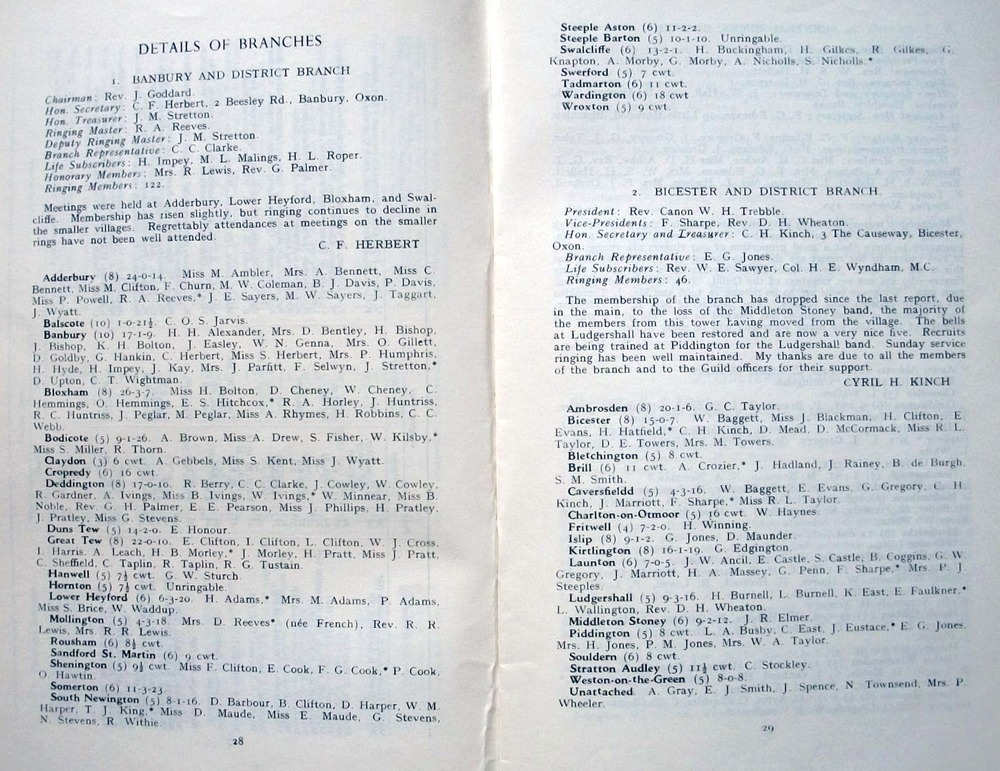 DETAILS OF BRANCHES
1. BANBURY AND DISTRICT BRANCH
Chairman: Rev. J. Goddard.
Hon. Secretary: C. F. Herbert, 2 Beesley Rd., Banbury, Oxon.
Hon. Treasurer: J. M. Stretton.
Ringing Master: R. A. Reeves.
Deputy Ringing Master: J. M. Stretton.
Branch Representative: C. C. Clarke.
Life Subscribers: H. Impey, M. L. Malings, H. L. Roper.
Honorary Members: Mrs. R. Lewis, Rev. G. Palmer.
Ringing Members: 122.
Meetings were held at Adderbury, Lower Heyford, Bloxham, and Swal-
cliffe. Membership has risen slightly, but ringing continues to decline in
the smaller villages. Regrettably attendances at meetings on the smaller
rings have not been well attended.
C. F. HERBERT
Adderbury (8) 24-0-14. Miss M. Ambler, Mrs. A. Bennett, Miss C.
Bennett, Miss M. Clifton, F. Churn, M. W. Coleman, B. J. Davis, P. Davis,
Miss P. Powell, R. A. Reeves,* J. E. Sayers, M. W. Sayers, J. Taggart,
J. Wyatt.
Balscote (10) 1-0-21½. C. O. S. Jarvis.
Banbury (10) 17-1-9. H. H. Alexander, Mrs. D. Bentley, H. Bishop,
J. Bishop, K. H. Bolton, J. Easley, W. N. Genna, Mrs. O. Gillett,
D. Goldby, G. Hankin, C. Herbert, Miss S. Herbert, Mrs. P. Humphris,
H. Hyde, H. Impey, J. Kay, Mrs. J. Parfitt, F. Selwyn, J. Stretton,*
D. Upton, C. T. Wightman.
Bloxham (8) 26-3-7. Miss H. Bolton, D. Cheney, W. Cheney, C.
Hemmings, O. Hemmings, E. S. Hitchcox,* R. A. Horley, J. Huntriss,
R. C. Huntriss, J. Peglar, M. Peglar, Miss A. Rhymes, H. Robbins, C. C.
Webb.
Bodicote (5) 9-1-26. A. Brown, Miss A. Drew, S. Fisher, W. Kilsby,*
Miss S. Miller, R. Thorn.
Claydon (3) 6 cwt. A. Gebbels, Miss S. Kent, Miss J. Wyatt.
Cropredy (6) 16 cwt.
Deddington (8) 17-0-10. R. Berry, C. C. Clarke, J. Cowley, W. Cowley,
R. Gardner, A. Ivings, Miss B. Ivings, W. Ivings,* W. Minnear, Miss B.
Noble, Rev. G. H. Palmer, E. E. Pearson, Miss J. Phillips, H. Pratley,
J. Pratley, Miss G. Stevens.
Duns Tew (5) 14-2-0. E. Honour.
Great Tew (8) 22-0-10. E. Clifton, I. Clifton, L. Clifton, W. J. Cross,
I. Harris, A. Leach, H. B. Morley,* J. Morley, H. Pratt, Miss J. Pratt,
C. Sheffield, C. Taplin, R. Taplin, R. G. Tustain.
Hanwell (5) 7½ cwt. G. W. Sturch.
Hornton (5) 7½ cwt. Unringable.
Lower Heyford (6) 6-3-20. H. Adams,* Mrs. M. Adams, P. Adams,
Miss S. Brice, W. Waddup.
Mollington (5) 4-3-18. Mrs. D. Reeves* (née French), Rev. R. R.
Lewis, Mrs. R. R. Lewis.
Rousham (6) 8½ cwt.
Sandford St. Martin (6) 9 cwt.
Shenington (5) 9½ cwt. Miss F. Clifton, E. Cook, F. G. Cook,* P. Cook,
O. Hawtin.
Somerton (6) 11-3-23.
South Newington (5) 8-1-16. D. Barbour, B. Clifton, D. Harper, W. M.
Harper, T. J. King,* Miss D. Maude, Miss E. Maude, G. Stevens,
N. Stevens, R. Withie.
28
Steeple Aston (6) 11-2-2.
Steeple Barton (5) 10-1-10. Unringable.
Swalcliffe (6) 13-2-1. H. Buckingham, H. Gilkes, R. Gilkes, G.
Knapton, A. Morby, G. Morby, A. Nicholls, S. Nicholls.*
Swerford (5) 7 cwt.
Tadmarton (6) 11 cwt.
Wardington (6) 18 cwt
Wroxton (5) 9 cwt.
2. BICESTER AND DISTRICT BRANCH.
President: Rev. Canon W. H. Trebble.
Vice-Presidents: F. Sharpe, Rev. D. H. Wheaton.
Hon. Secretary and Treasurer: C. H. Kinch, 3 The Causeway, Bicester,
Oxon.
Branch Representative: E. G. Jones.
Life Subscribers: Rev. W. E. Sawyer, Col. H. E. Wyndham, M.C.
Ringing Members: 46.
The membership of the branch has dropped since the last report, due
in the main, to the loss of the Middleton Stoney band, the majority of
the members from this tower having moved from the village. The bells
at Ludgershall have been restored and are now a very nice five. Recruits
are being trained at Piddington for the Ludgershall band. Sunday service
ringing has been well maintained. My thanks are due to all the members
of the branch and to the Guild officers for their support.
CYRIL H. KINCH
Ambrosden (8) 20-1-6. G. C. Taylor.
Bicester (8) 15-0-7. W. Baggett, Miss J. Blackman, H. Clifton, E.
Evans, H. Hatfield,* C. H. Kinch, D. Mead, D. McCormack, Miss R. L.
Taylor, D. E. Towers, Mrs. M. Towers.
Bletchington (5) 8 cwt.
Brill (6) 11 cwt. A. Crozier,* J. Hadland, J. Rainey, B. de Burgh,
S. M. Smith.
Caversfieldd (5) 4-3-16. W. Baggett, E. Evans, G. Gregory, C. H.
Kinch, J. Marriott, F. Sharpe,* Miss R. L. Taylor.
Charlton-on-Otmoor (5) 16 cwt. W. Haynes.
Fritwell (4) 7-2-0. H. Winning.
Islip (8) 9-1-2. G. Jones, D. Maunder.
Kirtlington (8) 16-1-19. G. Edgington.
Launton (6) 7-0-5. J. W. Ancil, E. Castle, S. Castle, B. Coggins, G. W.
Gregory, J. Marriott, H. A. Massey, G. Penn, F. Sharpe,* Mrs. P. J.
Steeples.
Ludgershall (5) 9-3-16. H. Burnell, L. Burnell, K. East, E. Faulkner,*
L. Wallington, Rev. D. H. Wheaton.
Middleton Stoney (6) 9-2-12. J. R. Elmer.
Piddington (5) 8 cwt. L. A. Busby, C. East, J. Eustace,* E. G. Jones,
Mrs. H. Jones, P. M. Jones, Mrs. W. A. Taylor.
Souldern (6) 8 cwt.
Stratton Audley (5) 11½ cwt. C. Stockley.
Weston-on-the-Green (5) 8-0-8.
Unattached. A. Gray, E. J. Smith, J. Spence, N. Townsend, Mrs. P.
Wheeler.
29